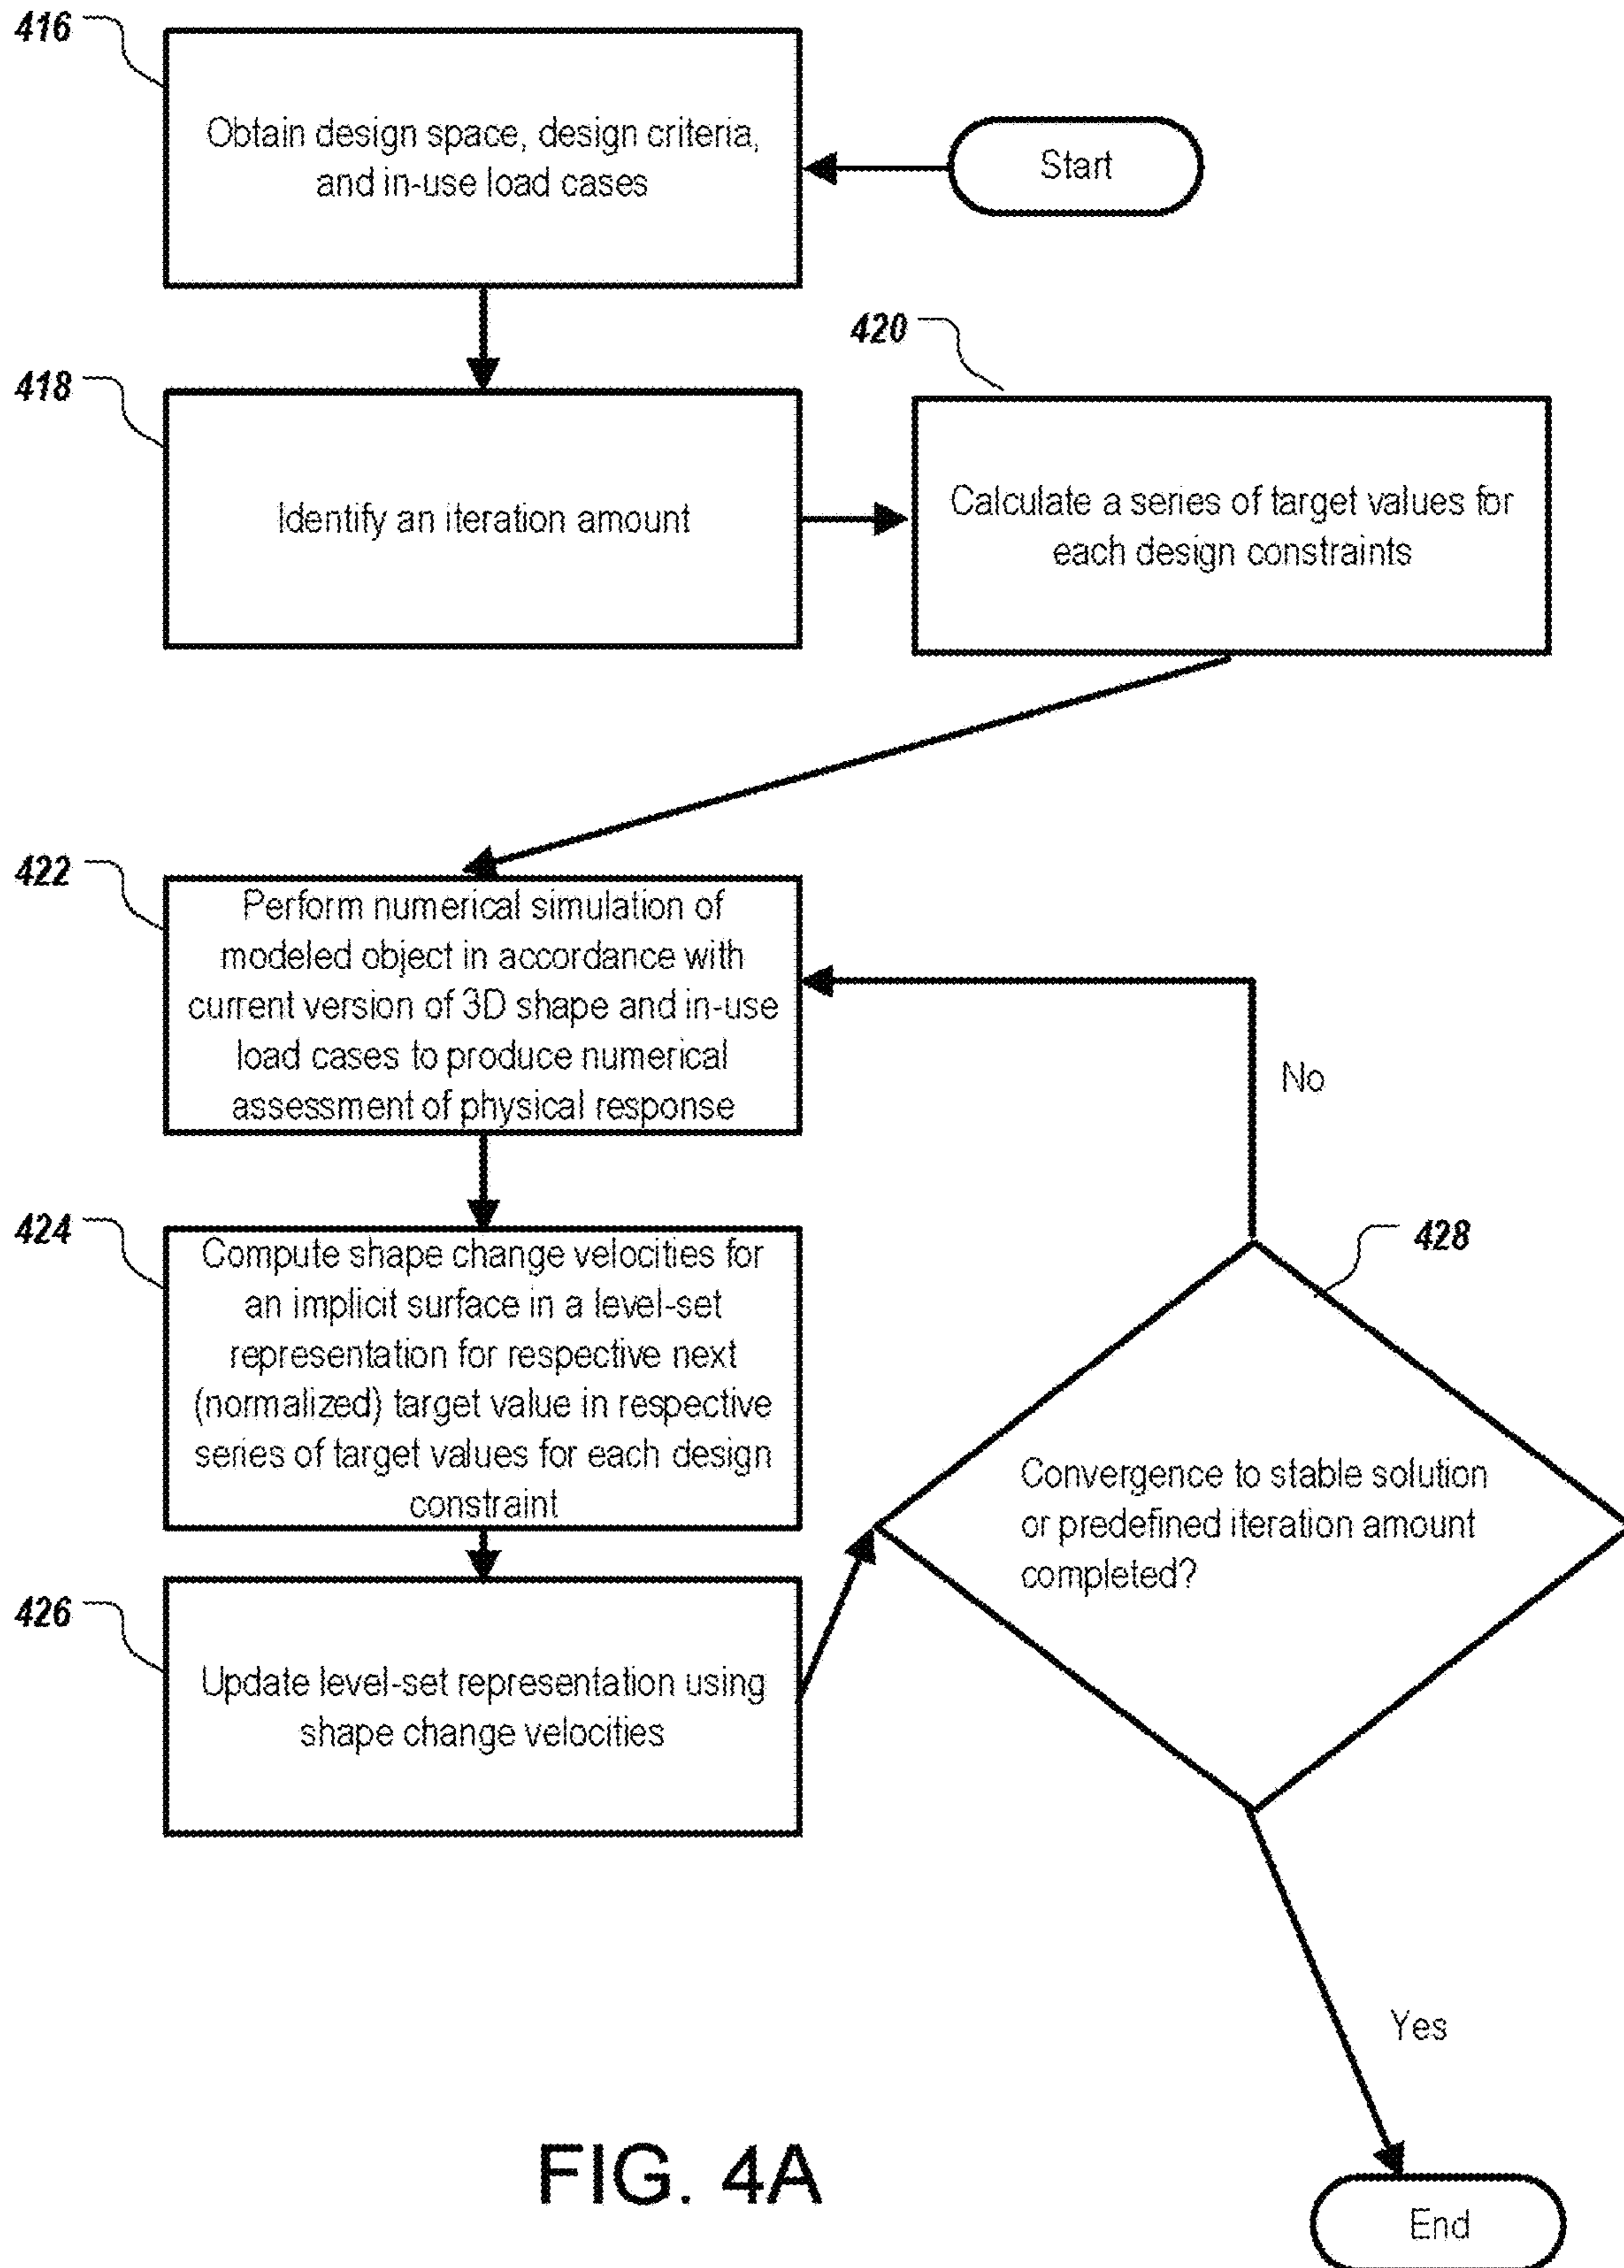 416
Obtain design space, design criteria,
and in-use load cases
Start
418
Identify an iteration amount
420
Calculate a series of target values for
each design constraints
422
Perform numerical simulation of
modeled object in accordance with
current version of 3D shape and in-use
load cases to produce numerical
assessment of physical response
No
424
Compute shape change velocities for
an implicit surface in a level-set
representation for respective next
(normalized) target value in respective
series of target values for each design
constraint
428
Convergence to stable solution
or predefined iteration amount
completed?
426
Update level-set representation using
shape change velocities
Yes
End
FIG. 4A